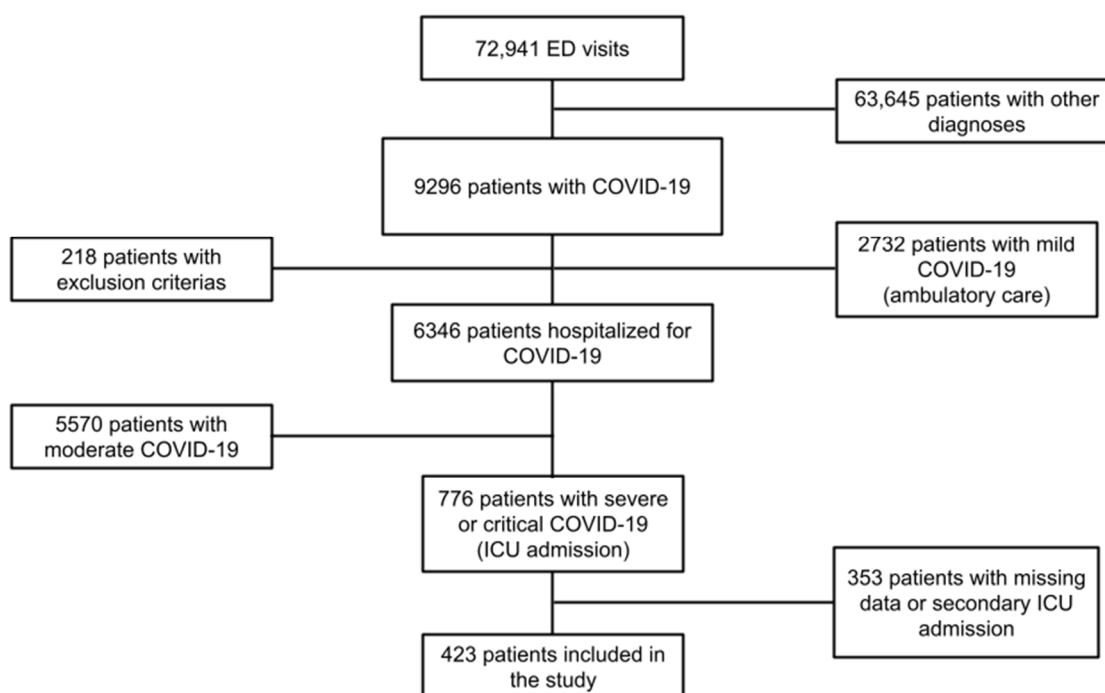 72,941 ED visits
63,645 patients with other
diagnoses
9296 patients with COVID-19
218 patients with
exclusion criterias
2732 patients with mild
COVID-19
(ambulatory care)
6346 patients hospitalized for
COVID-19
5570 patients with
moderate COVID-19
776 patients with severe
or critical COVID-19
(ICU admission)
353 patients with missing
data or secondary ICU
admission
423 patients included in
the study